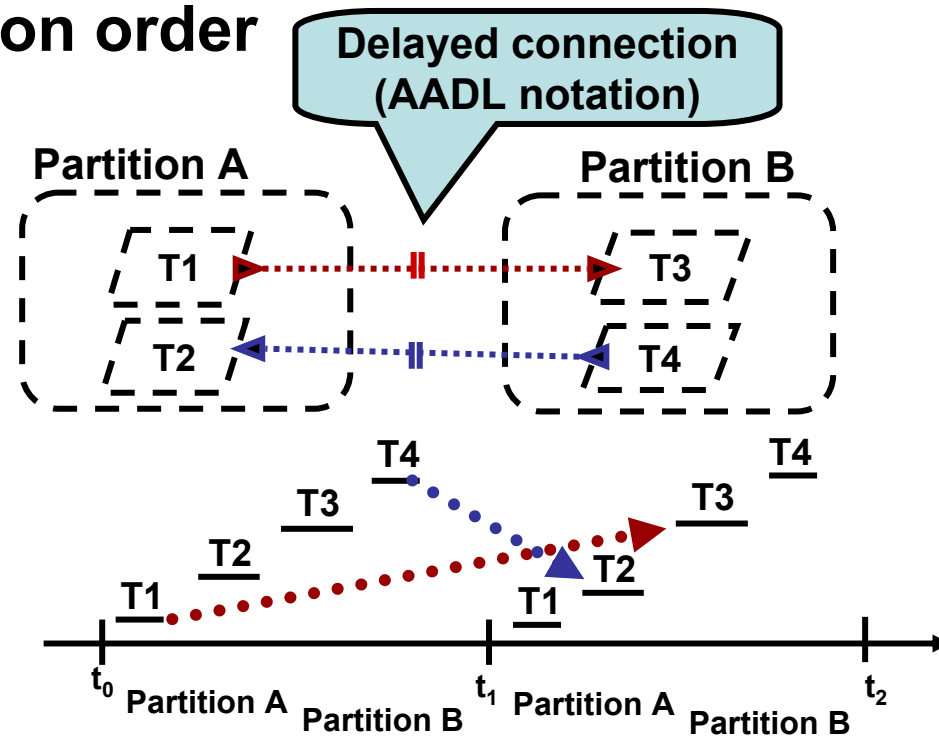 on order
Delayed connection
(AADL notation)
Partition A
Partition B
T1
T3
T2
T4
T4
T4
T3
T3
T2
T2
T1
T1
t0
t1
t2
Partition A
Partition A
Partition B
Partition B